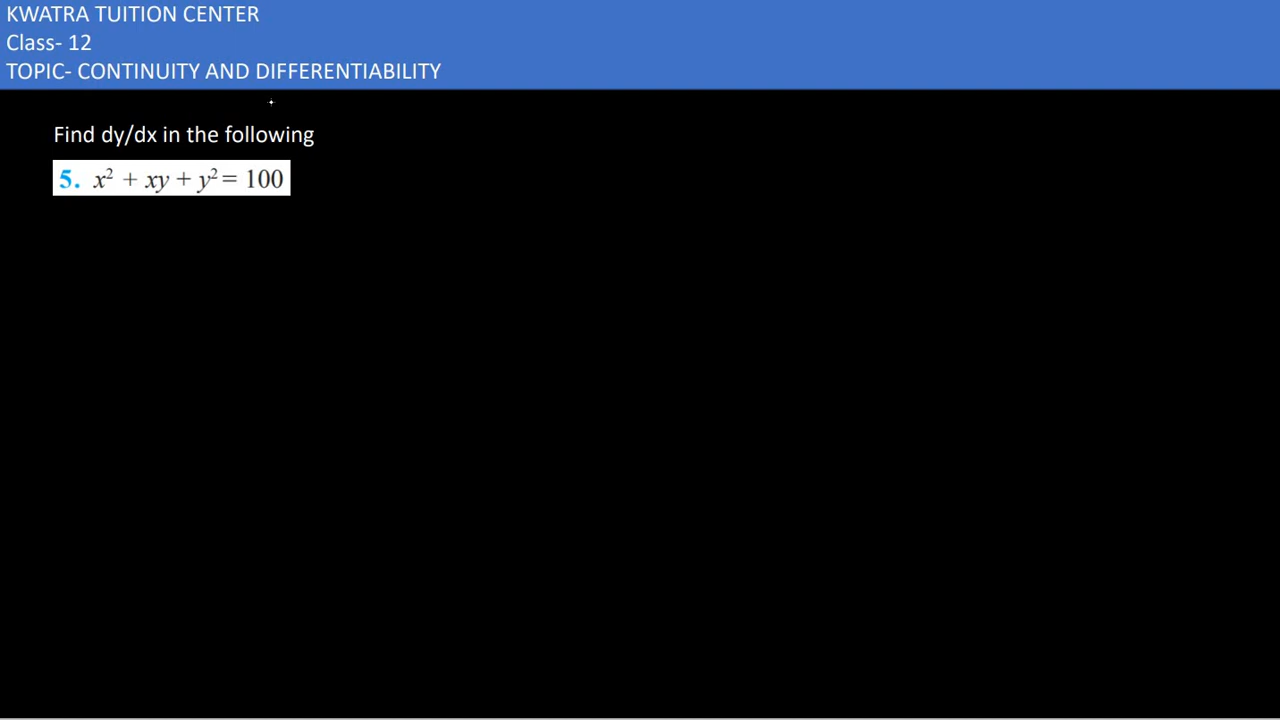 KWATRA TUITION CENTER
Class- 12
TOPIC- CONTINUITY AND DIFFERENTIABILITY
Find dy/dx in the following
5. x² + xy + y² = 100